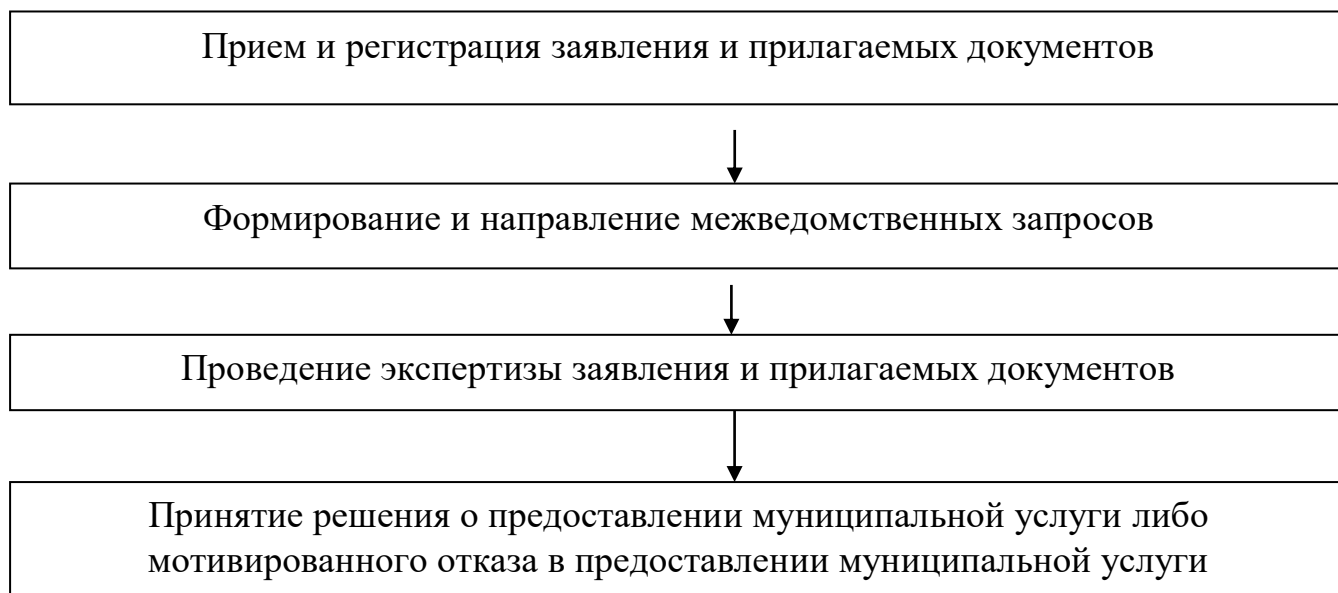 Прием и регистрация заявления и прилагаемых документов
Формирование и направление межведомственных запросов
Проведение экспертизы заявления и прилагаемых документов
Принятие решения о предоставлении муниципальной услуги либо
мотивированного отказа в предоставлении муниципальной услуги